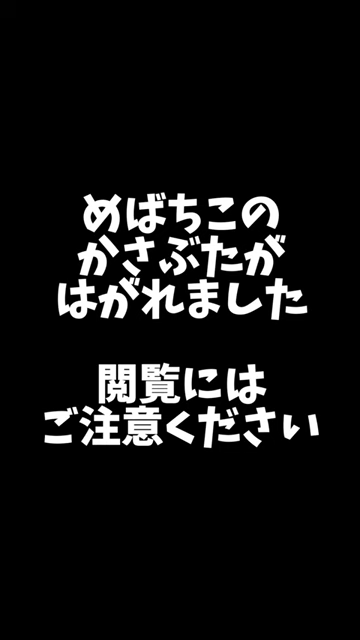 めばちこの
かさぶたが
はがれました
閲覧には
ご注意ください